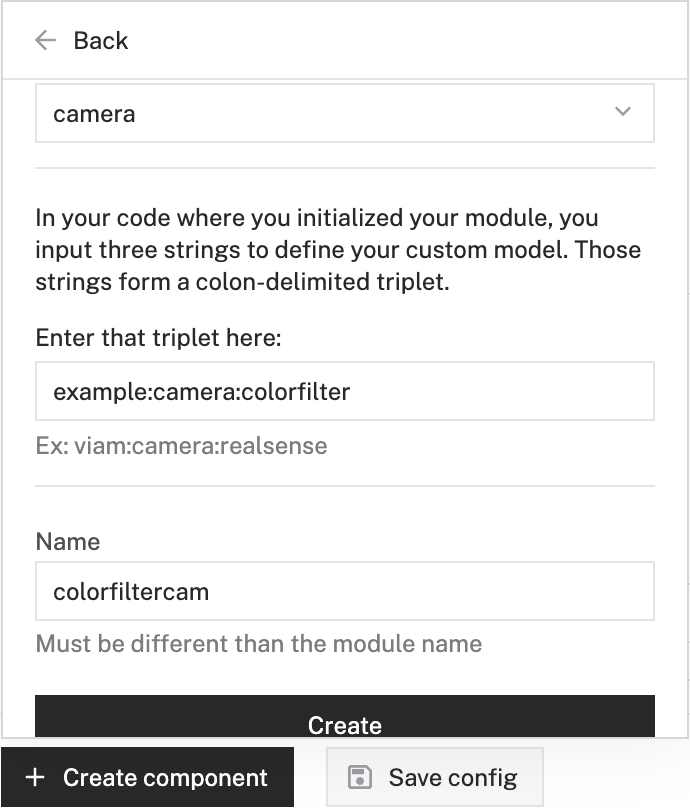 Back
camera
In your code where you initialized your module, you
input three strings to define your custom model. Those
strings form a colon-delimited triplet.
Enter that triplet here:
example:camera:colorfilter
Ex: viam:camera:realsense
Name
colorfiltercam
Must be different than the module name
Create
+ Create component
Save config